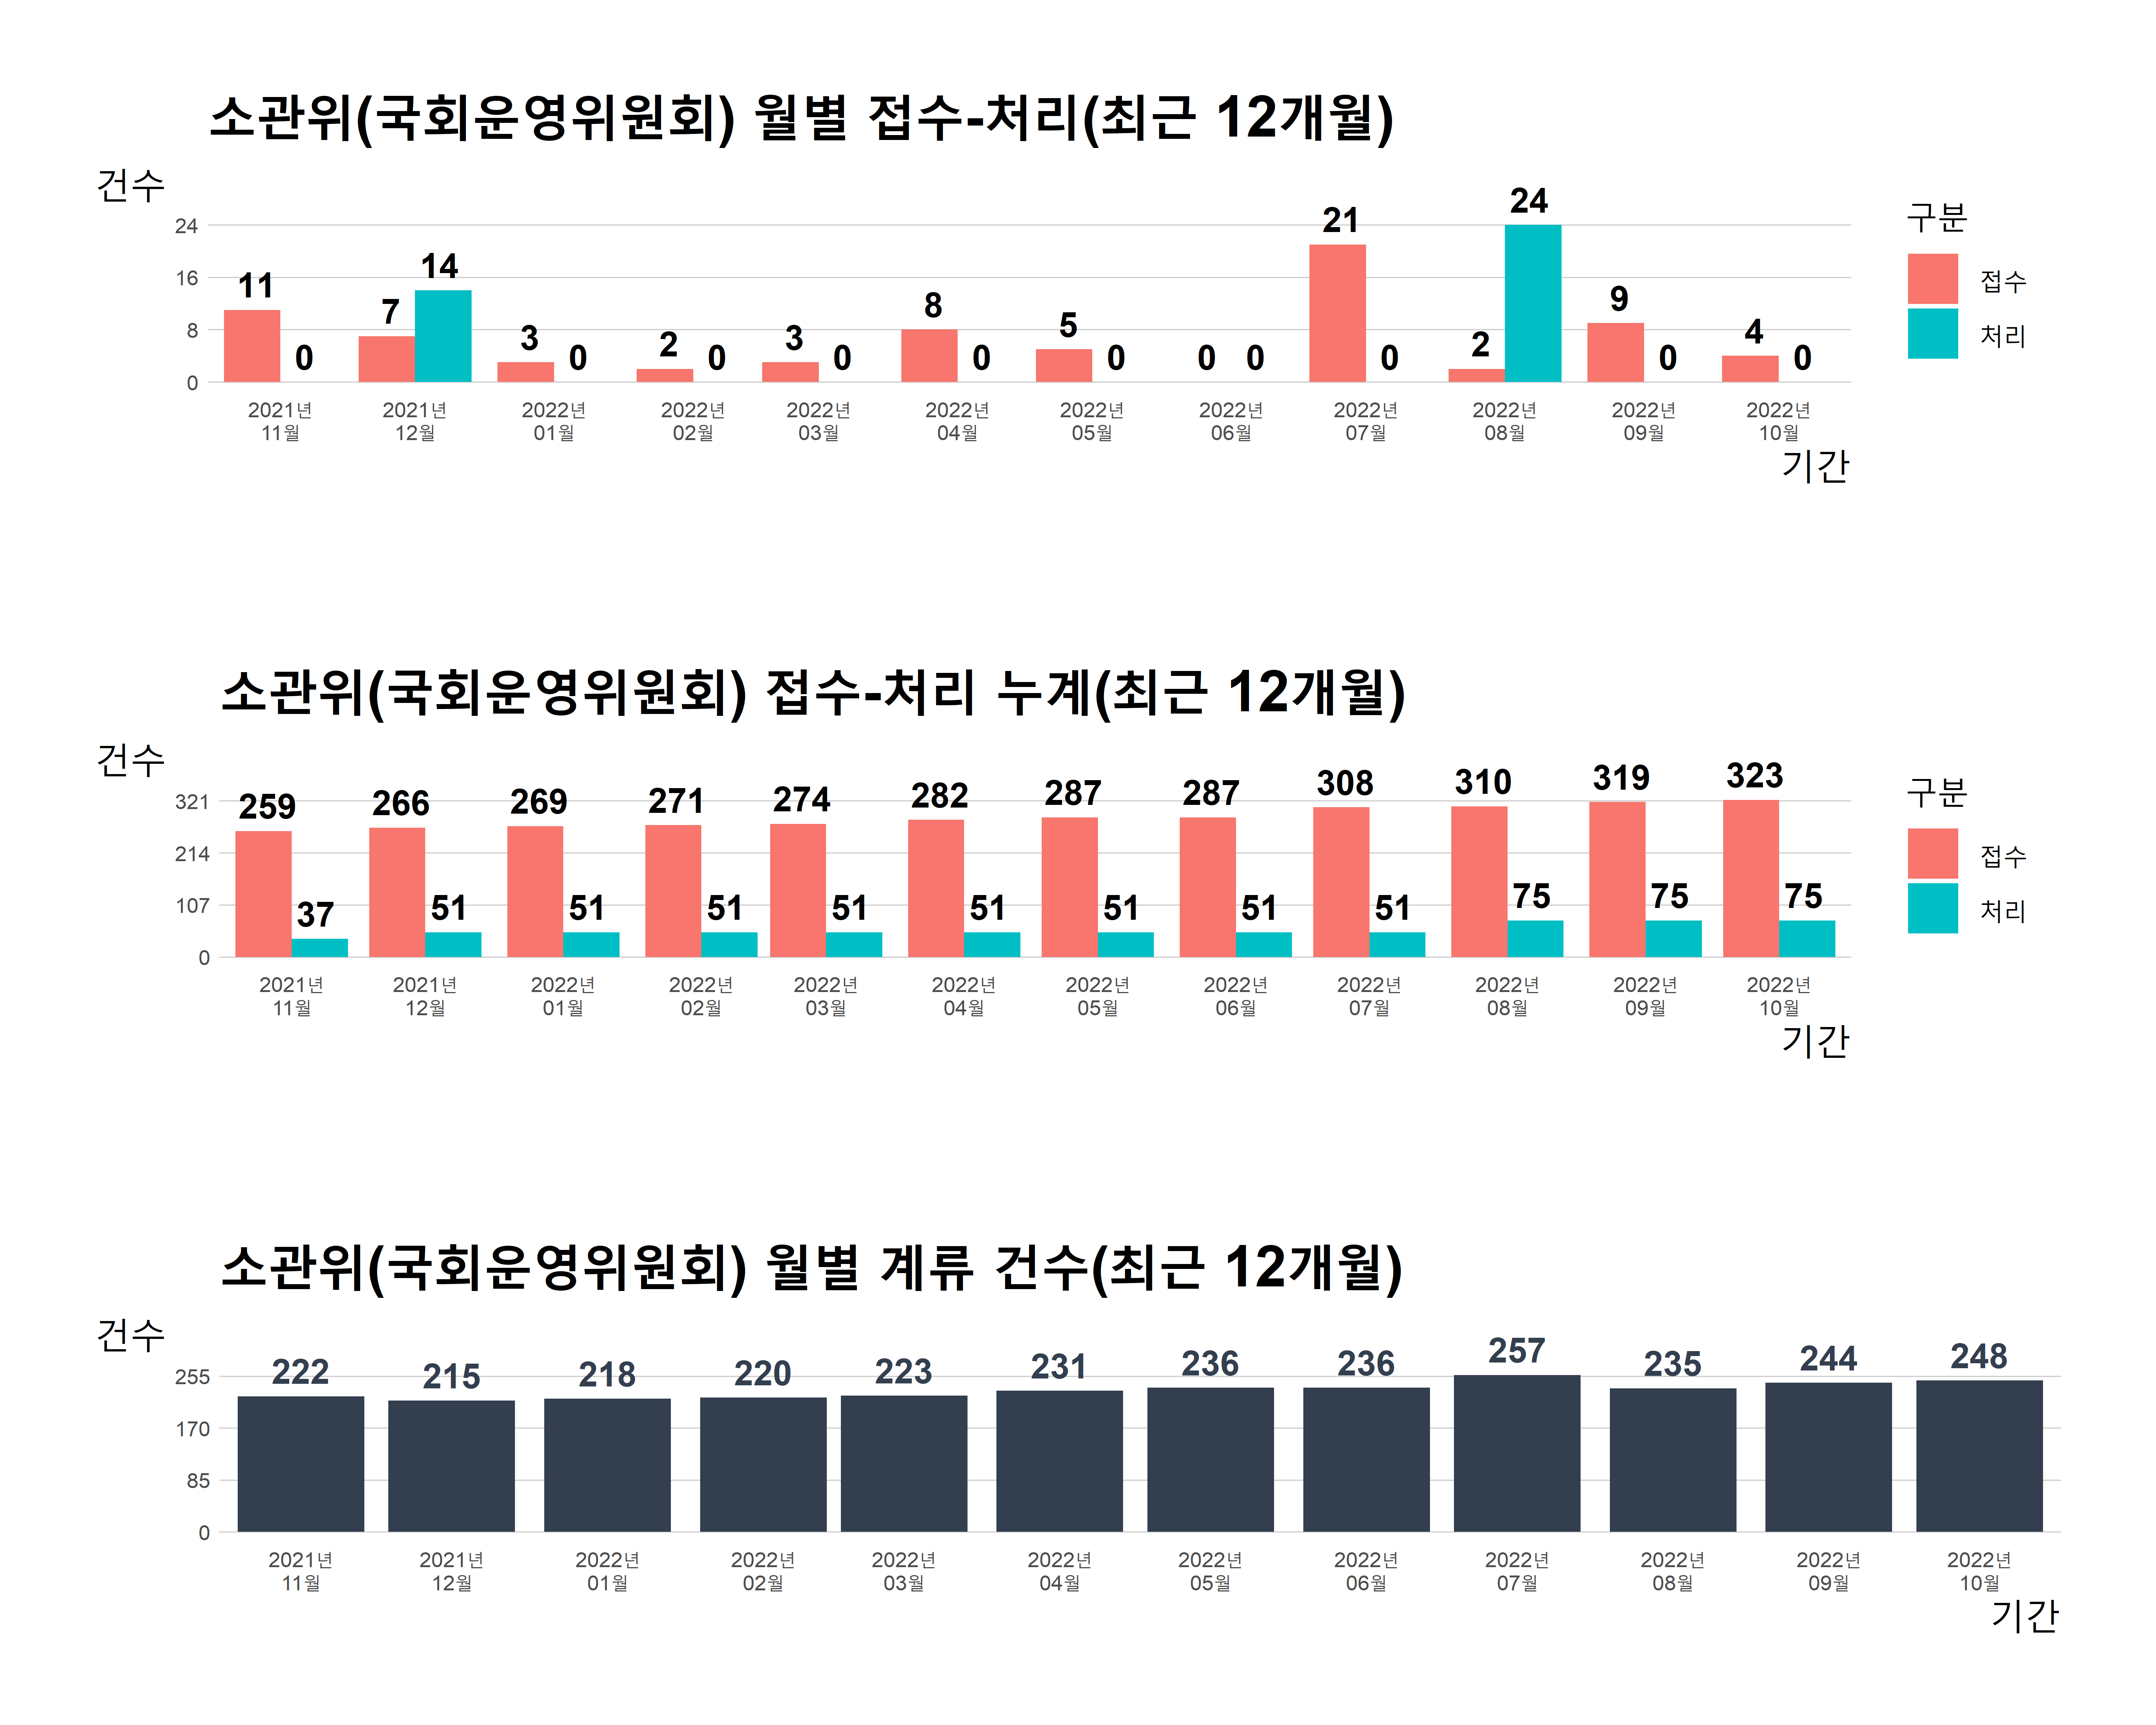 소관위(국회운영위원회) 월별 접수-처리(최근 12개월)
건수
24
16
8
0
11 0 7 14 3 0 2 0 3 0 8 0 5 0 0 0 21 0 2 24 9 0 4 0
2021년 2021년 2022년 2022년 2022년 2022년 2022년 2022년 2022년 2022년 2022년 2022년
11월 12월 01월 02월 03월 04월 05월 06월 07월 08월 09월 10월
기간
구분
접수
처리
소관위(국회운영위원회) 접수-처리 누계(최근 12개월)
건수
321
214
107
0
259 37 266 51 269 51 271 51 274 51 282 51 287 51 287 51 308 51 310 75 319 75 323 75
2021년 2021년 2022년 2022년 2022년 2022년 2022년 2022년 2022년 2022년 2022년 2022년
11월 12월 01월 02월 03월 04월 05월 06월 07월 08월 09월 10월
기간
구분
접수
처리
소관위(국회운영위원회) 월별 계류 건수(최근 12개월)
건수
255
170
85
0
222 215 218 220 223 231 236 236 257 235 244 248
2021년 2021년 2022년 2022년 2022년 2022년 2022년 2022년 2022년 2022년 2022년 2022년
11월 12월 01월 02월 03월 04월 05월 06월 07월 08월 09월 10월
기간